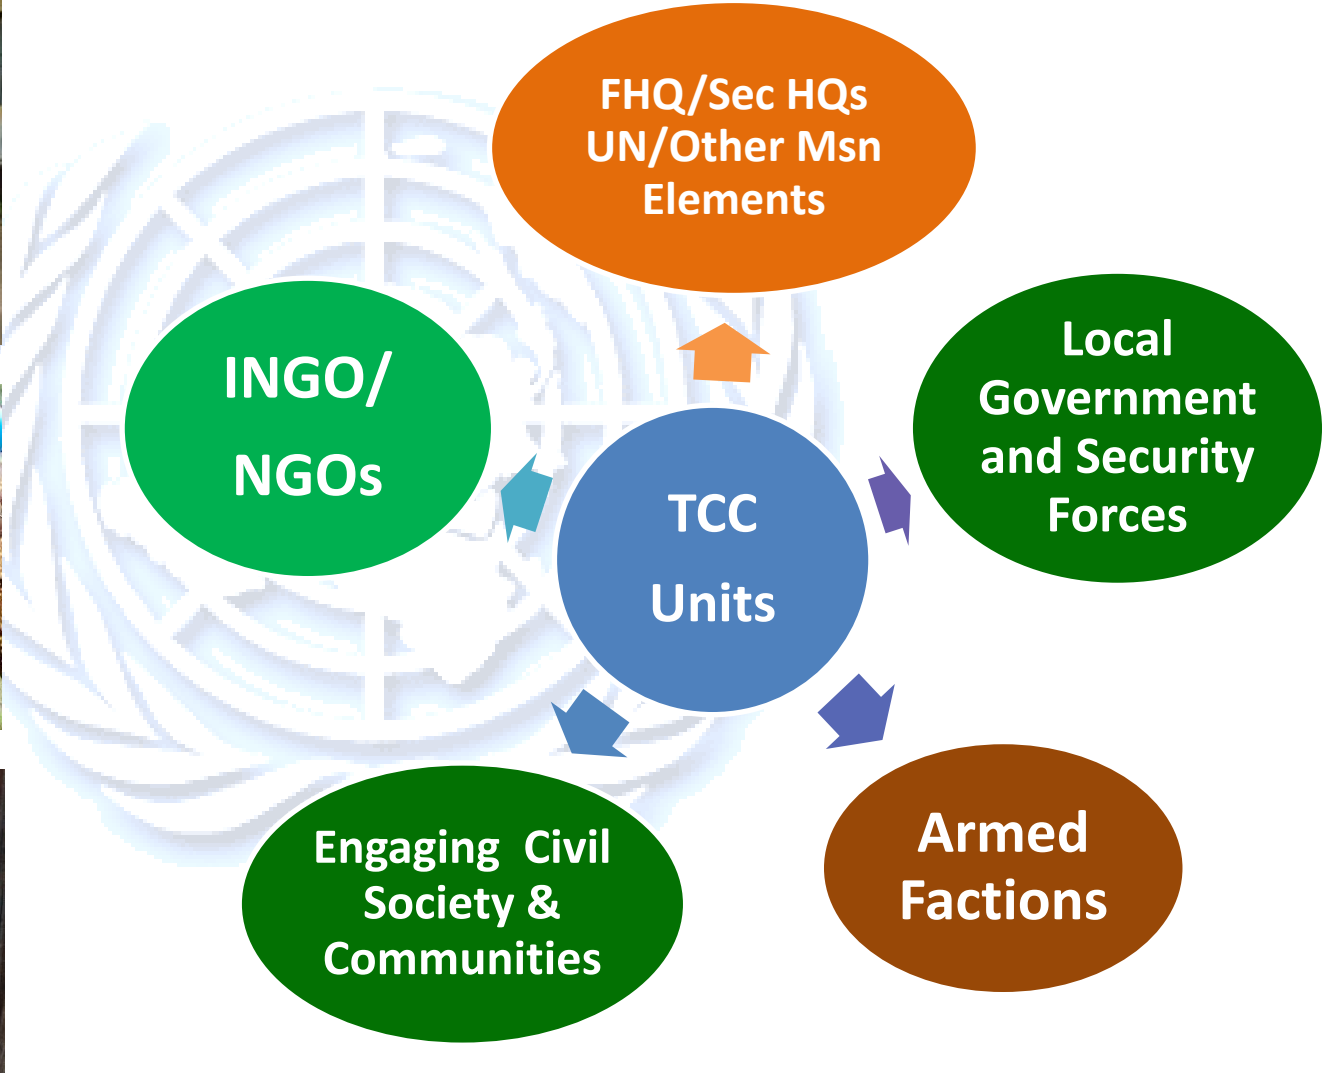 FHQ/Sec HQs
UN/Other Msn
Elements
INGO/
NGOs
Local
Government
and Security
Forces
TCC
Units
Engaging  Civil
Society &
Communities
Armed
Factions